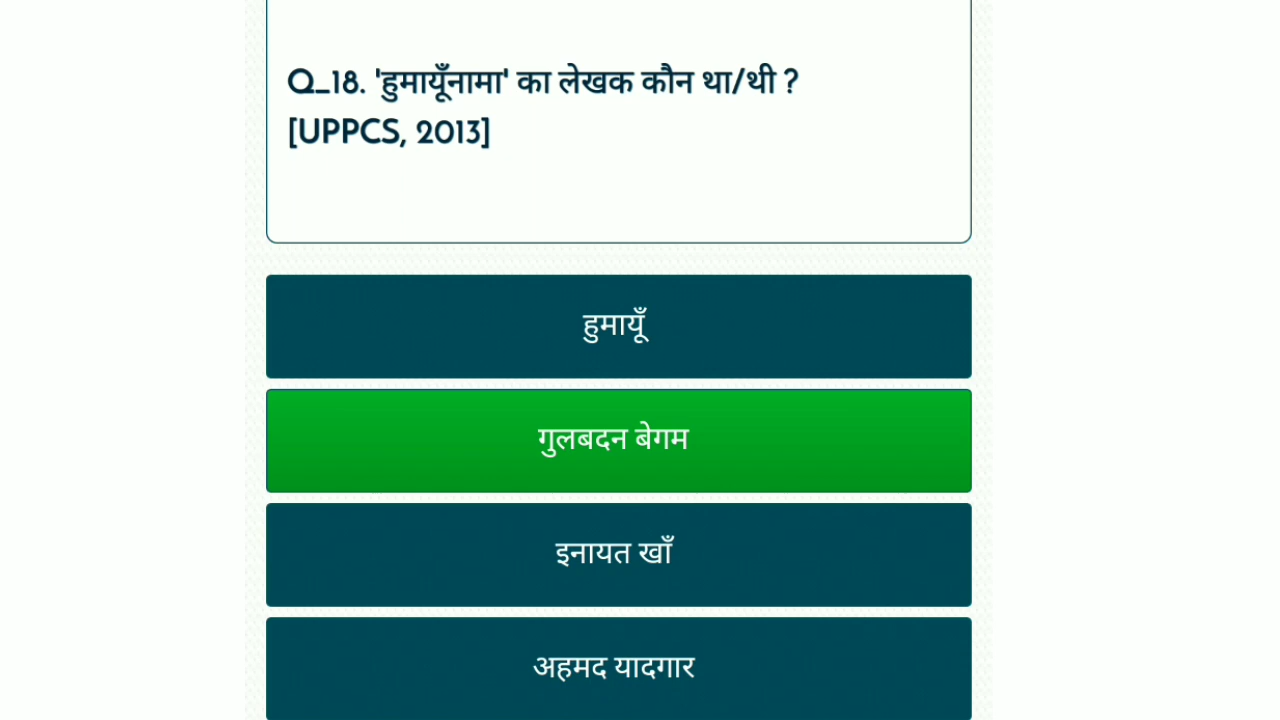 Q_18. 'हुमायूँनामा' का लेखक कौन था/थी ?
[UPPCS, 2013]
हुमायूँ
गुलबदन बेगम
इनायत खाँ
अहमद यादगार